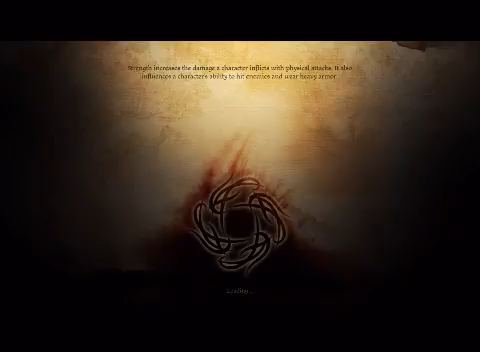 Strength increases the damage a character inflicts with physical attacks. It also
influences a character's ability to hit enemies and wear heavy armor
Loading...